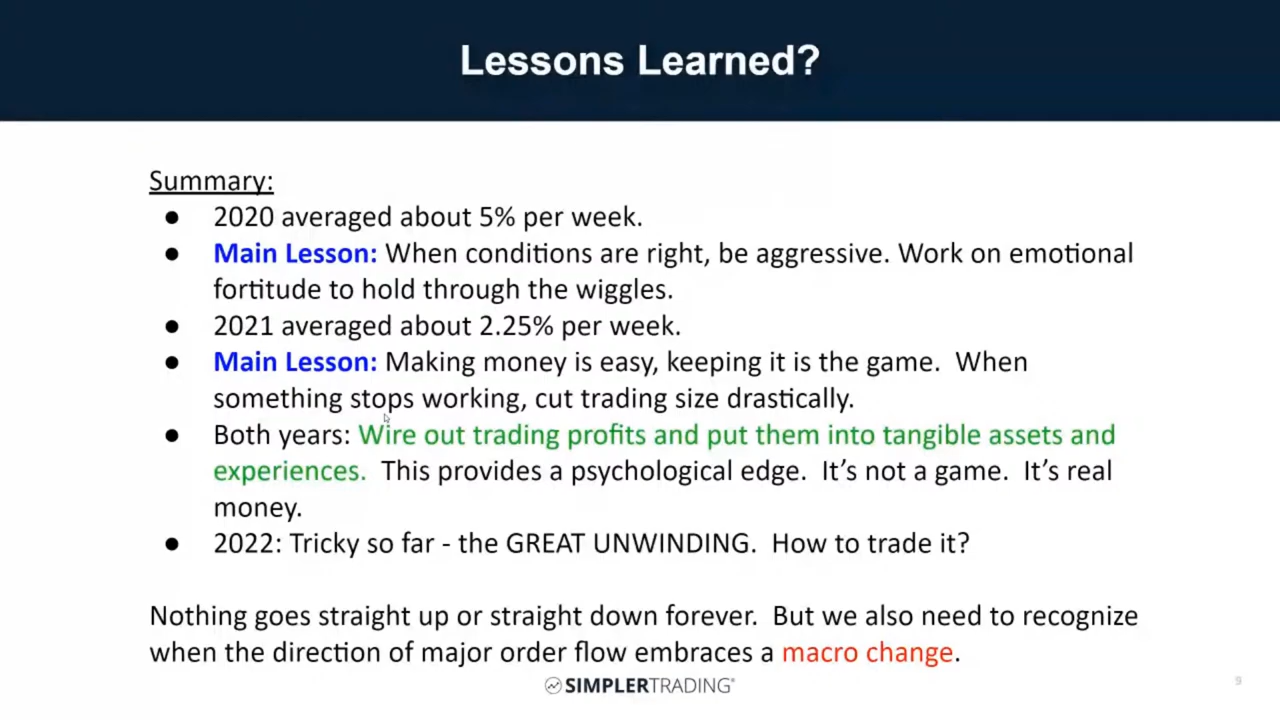 Lessons Learned?
Summary:
● 2020 averaged about 5% per week.
● Main Lesson: When conditions are right, be aggressive. Work on emotional
fortitude to hold through the wiggles.
● 2021 averaged about 2.25% per week.
● Main Lesson: Making money is easy, keeping it is the game.  When
something stops working, cut trading size drastically.
● Both years: Wire out trading profits and put them into tangible assets and
experiences.  This provides a psychological edge.  It’s not a game.  It’s real
money.
● 2022: Tricky so far - the GREAT UNWINDING.  How to trade it?
Nothing goes straight up or straight down forever.  But we also need to recognize
when the direction of major order flow embraces a macro change.
SIMPLERTRADING®
9